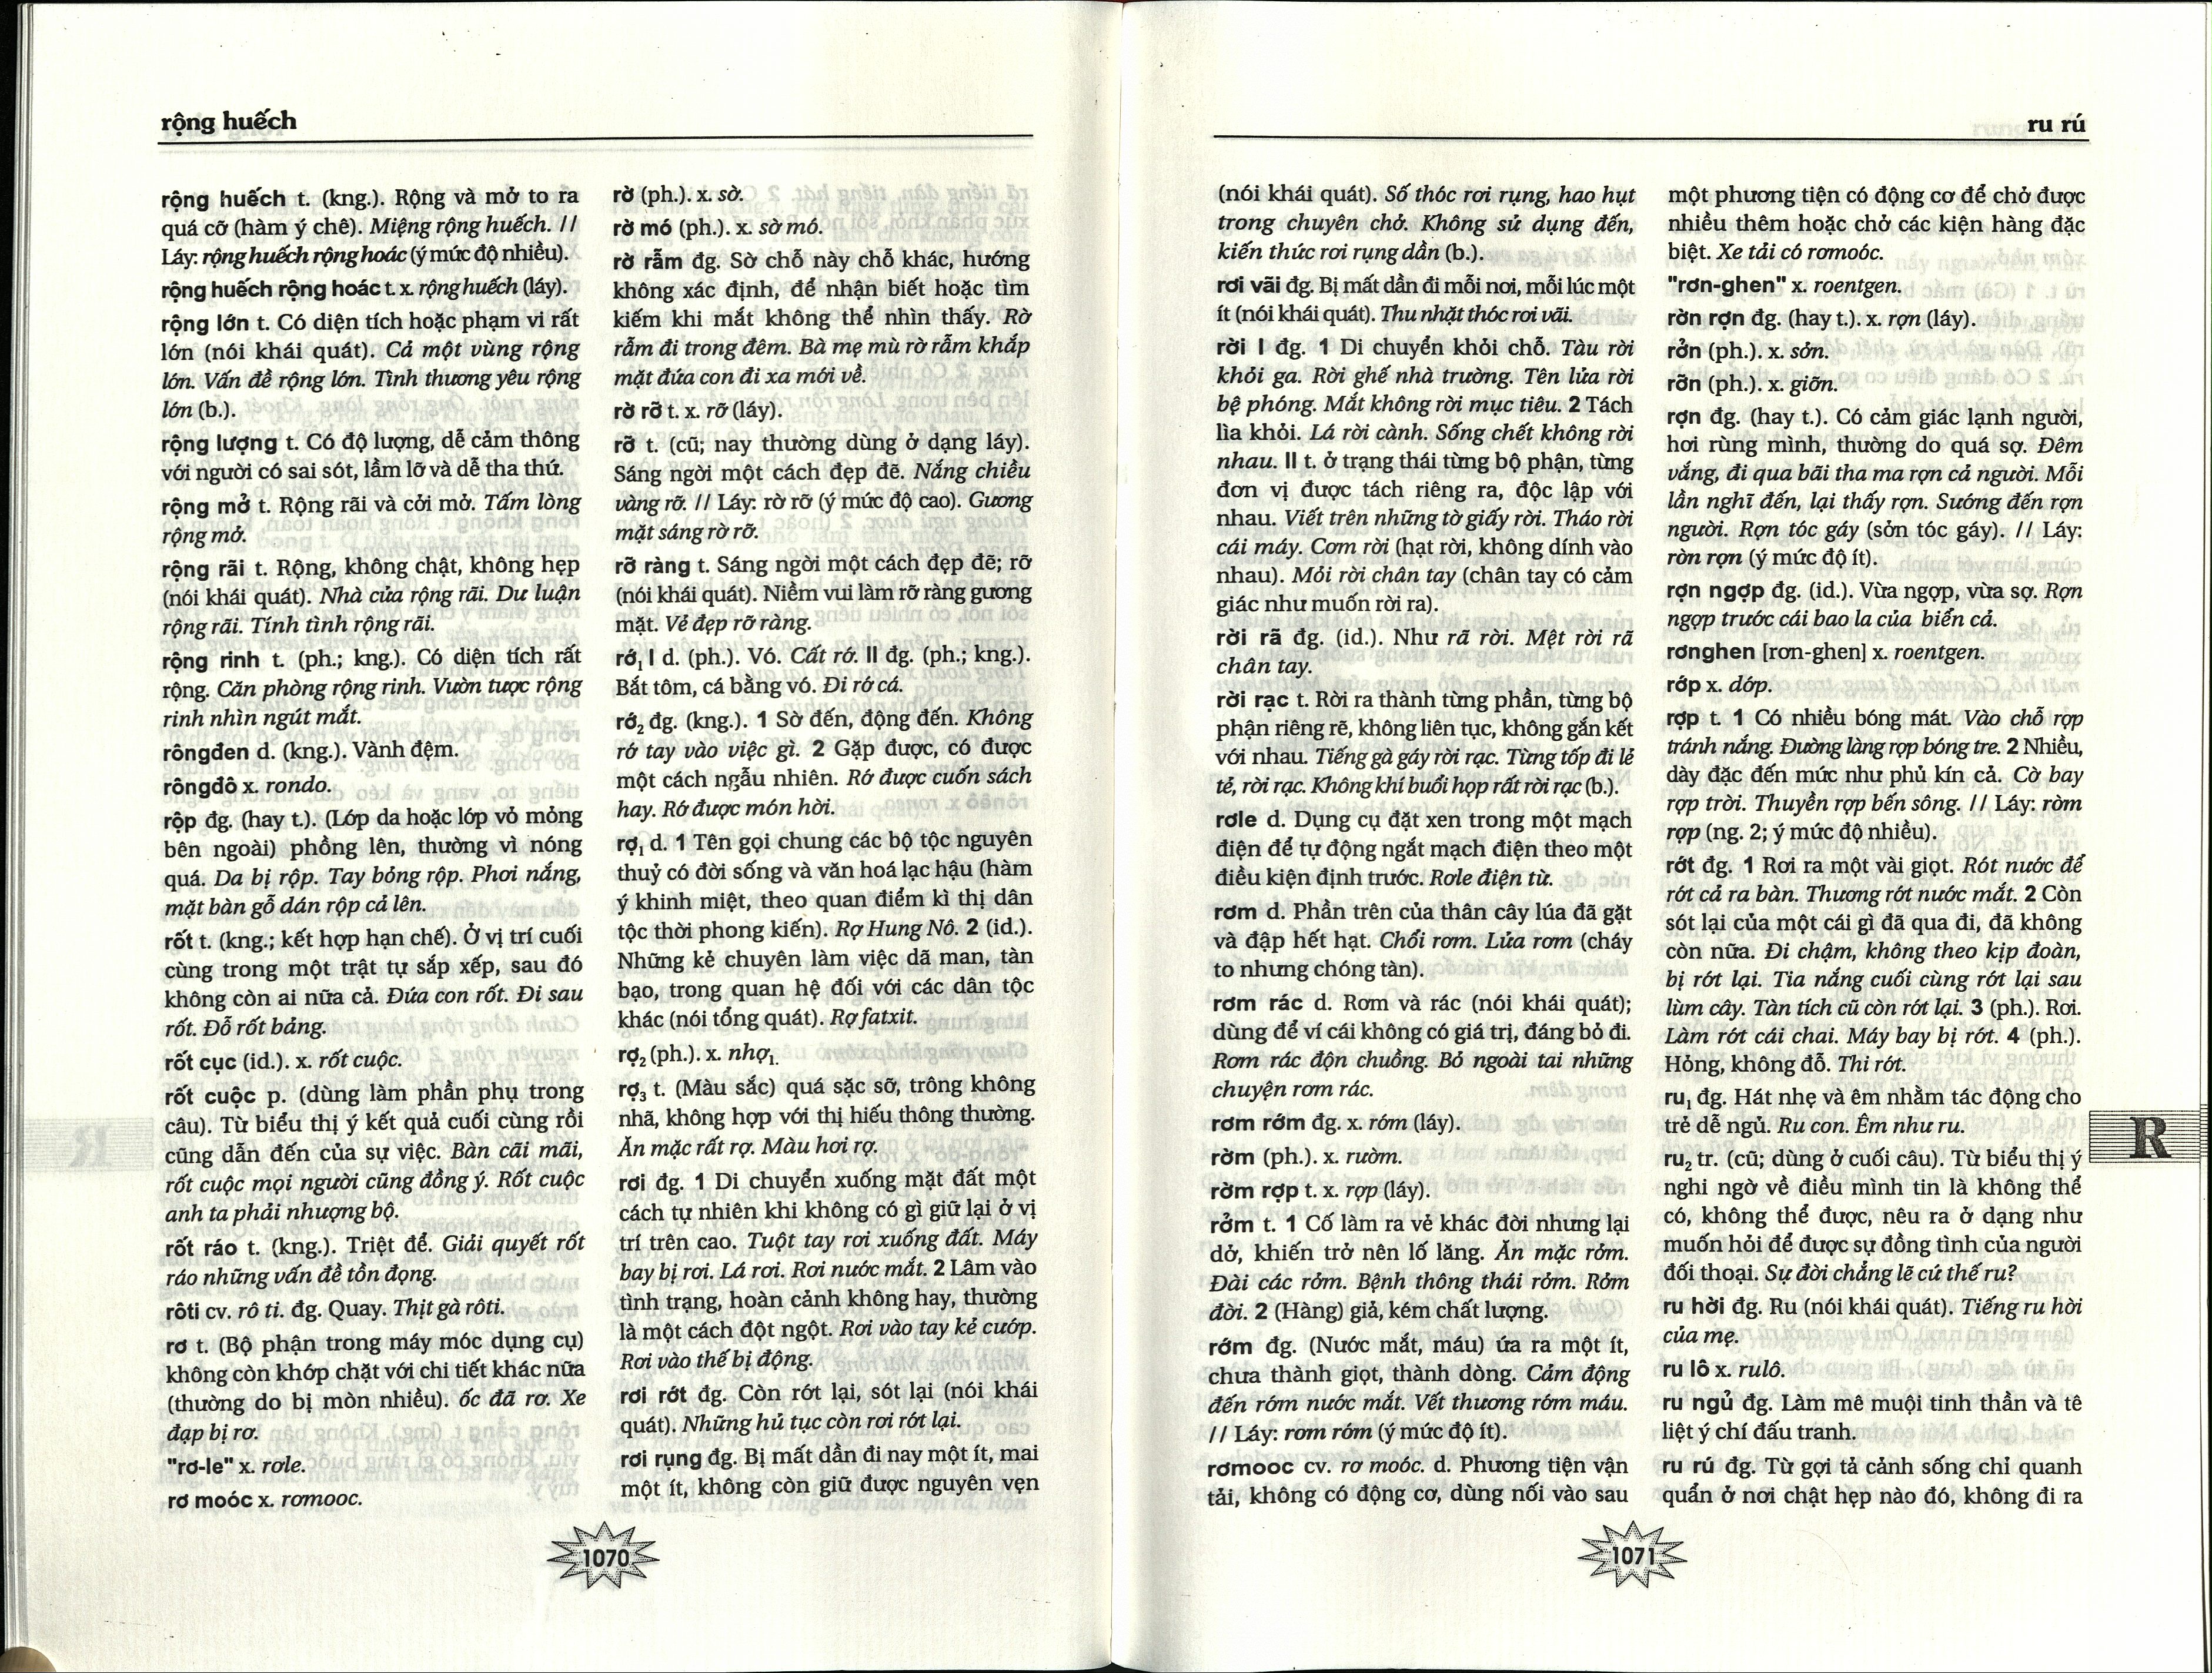 rộng huếch
rộng huếch t. (kng.). Rộng và mở to ra
quá cỡ (hàm ý chê). Miệng rộng huếch. //
Láy: rộng huếch rộng hoác (ý mức độ nhiều).
rộng huếch rộng hoác t. x. rộng huếch (láy).
rộng lớn t. Có diện tích hoặc phạm vi rất
lớn (nói khái quát). Cả một vùng rộng
lớn. Vấn đề rộng lớn. Tình thương yêu rộng
lớn (b.).
rộng lượng t. Có độ lượng, dễ cảm thông
với người có sai sót, lầm lỡ và dễ tha thứ.
rộng mở t. Rộng rãi và cởi mở. Tấm lòng
rộng mở.
rộng rãi t. Rộng, không chật, không hẹp
(nói khái quát). Nhà cửa rộng rãi. Dư luận
rộng rãi. Tính tình rộng rãi.
rộng rinh t. (ph.; kng.). Có diện tích rất
rộng. Căn phòng rộng rinh. Vườn tược rộng
rinh nhìn ngút mắt.
rôngđen d. (kng.). Vành đệm.
rôngđô x. rondo.
rộp đg. (hay t.). (Lớp da hoặc lớp vỏ mỏng
bên ngoài) phồng lên, thường vì nóng
quá. Da bị rộp. Tay bỏng rộp. Phơi nắng,
mặt bàn gỗ dán rộp cả lên.
rốt t. (kng.; kết hợp hạn chế). Ở vị trí cuối
cùng trong một trật tự sắp xếp, sau đó
không còn ai nữa cả. Đứa con rốt. Đi sau
rốt. Đỗ rốt bảng.
rốt cục (id.). x. rốt cuộc.
rốt cuộc p. (dùng làm phần phụ trong
câu). Từ biểu thị ý kết quả cuối cùng rồi
cũng dẫn đến của sự việc. Bàn cãi mãi,
rốt cuộc mọi người cũng đồng ý. Rốt cuộc
anh ta phải nhượng bộ.
rốt ráo t. (kng.). Triệt để. Giải quyết rốt
ráo những vấn đề tồn đọng.
rôti cv. rô ti. đg. Quay. Thịt gà rôti.
rơ t. (Bộ phận trong máy móc dụng cụ)
không còn khớp chặt với chi tiết khác nữa
(thường do bị mòn nhiều). ốc đã rơ. Xe
đạp bị rơ.
"rơ-le" x. rơle.
rơ moóc x. rơmooc.
rờ (ph.). x. sờ.
rờ mó (ph.). x. sờ mó.
rờ rẫm đg. Sờ chỗ này chỗ khác, hướng
không xác định, để nhận biết hoặc tìm
kiếm khi mắt không thể nhìn thấy. Rờ
rẫm đi trong đêm. Bà mẹ mù rờ rẫm khắp
mặt đứa con đi xa mới về.
rờ rỡ t. x. rỡ (láy).
rỡ t. (cũ; nay thường dùng ở dạng láy).
Sáng ngời một cách đẹp đẽ. Nắng chiều
vàng rỡ. // Láy: rờ rỡ (ý mức độ cao). Gương
mặt sáng rờ rỡ.
rỡ ràng t. Sáng ngời một cách đẹp đẽ; rỡ
(nói khái quát). Niềm vui làm rỡ ràng gương
mặt. Vẻ đẹp rỡ ràng.
rớ₁ I d. (ph.). Vó. Cất rớ. II đg. (ph.; kng.).
Bắt tôm, cá bằng vó. Đi rớ cá.
rớ₂ đg. (kng.). 1 Sờ đến, động đến. Không
rớ tay vào việc gì. 2 Gặp được, có được
một cách ngẫu nhiên. Rớ được cuốn sách
hay. Rớ được món hời.
rợ₁ d. 1 Tên gọi chung các bộ tộc nguyên
thuỷ có đời sống và văn hoá lạc hậu (hàm
ý khinh miệt, theo quan điểm kì thị dân
tộc thời phong kiến). Rợ Hung Nô. 2 (id.).
Những kẻ chuyên làm việc dã man, tàn
bạo, trong quan hệ đối với các dân tộc
khác (nói tổng quát). Rợ fatxit.
rợ₂ (ph.). x. nhợ₁.
rợ₃ t. (Màu sắc) quá sặc sỡ, trông không
nhã, không hợp với thị hiếu thông thường.
Ăn mặc rất rợ. Màu hơi rợ.
rơi đg. 1 Di chuyển xuống mặt đất một
cách tự nhiên khi không có gì giữ lại ở vị
trí trên cao. Tuột tay rơi xuống đất. Máy
bay bị rơi. Lá rơi. Rơi nước mắt. 2 Lâm vào
tình trạng, hoàn cảnh không hay, thường
là một cách đột ngột. Rơi vào tay kẻ cướp.
Rơi vào thế bị động.
rơi rớt đg. Còn rớt lại, sót lại (nói khái
quát). Những hủ tục còn rơi rớt lại.
rơi rụng đg. Bị mất dần đi nay một ít, mai
một ít, không còn giữ được nguyên vẹn
1070
ru rú
(nói khái quát). Số thóc rơi rụng, hao hụt
trong chuyên chở. Không sử dụng đến,
kiến thức rơi rụng dần (b.).
rơi vãi đg. Bị mất dần đi mỗi nơi, mỗi lúc một
ít (nói khái quát). Thu nhặt thóc rơi vãi.
rời I đg. 1 Di chuyển khỏi chỗ. Tàu rời
khỏi ga. Rời ghế nhà trường. Tên lửa rời
bệ phóng. Mắt không rời mục tiêu. 2 Tách
lìa khỏi. Lá rời cành. Sống chết không rời
nhau. II t. ở trạng thái từng bộ phận, từng
đơn vị được tách riêng ra, độc lập với
nhau. Viết trên những tờ giấy rời. Tháo rời
cái máy. Cơm rời (hạt rời, không dính vào
nhau). Mỏi rời chân tay (chân tay có cảm
giác như muốn rời ra).
rời rã đg. (id.). Như rã rời. Mệt rời rã
chân tay.
rời rạc t. Rời ra thành từng phần, từng bộ
phận riêng rẽ, không liên tục, không gắn kết
với nhau. Tiếng gà gáy rời rạc. Từng tốp đi lẻ
tẻ, rời rạc. Không khí buổi họp rất rời rạc (b.).
rơle d. Dụng cụ đặt xen trong một mạch
điện để tự động ngắt mạch điện theo một
điều kiện định trước. Rơle điện từ.
rơm d. Phần trên của thân cây lúa đã gặt
và đập hết hạt. Chổi rơm. Lửa rơm (cháy
to nhưng chóng tàn).
rơm rác d. Rơm và rác (nói khái quát);
dùng để ví cái không có giá trị, đáng bỏ đi.
Rơm rác độn chuồng. Bỏ ngoài tai những
chuyện rơm rác.
rơm rớm đg. x. rớm (láy).
rờm (ph.). x. rườm.
rờm rợp t. x. rợp (láy).
rởm t. 1 Cố làm ra vẻ khác đời nhưng lại
dở, khiến trở nên lố lăng. Ăn mặc rởm.
Đài các rởm. Bệnh thông thái rởm. Rởm
đời. 2 (Hàng) giả, kém chất lượng.
rớm đg. (Nước mắt, máu) ứa ra một ít,
chưa thành giọt, thành dòng. Cảm động
đến rớm nước mắt. Vết thương rớm máu.
// Láy: rơm rớm (ý mức độ ít).
rơmooc cv. rơ moóc. d. Phương tiện vận
tải, không có động cơ, dùng nối vào sau
một phương tiện có động cơ để chở được
nhiều thêm hoặc chở các kiện hàng đặc
biệt. Xe tải có rơmoóc.
"rơn-ghen" x. roentgen.
rờn rợn đg. (hay t.). x. rợn (láy).
rởn (ph.). x. sởn.
rỡn (ph.). x. giỡn.
rợn đg. (hay t.). Có cảm giác lạnh người,
hơi rùng mình, thường do quá sợ. Đêm
vắng, đi qua bãi tha ma rợn cả người. Mỗi
lần nghĩ đến, lại thấy rợn. Sướng đến rợn
người. Rợn tóc gáy (sởn tóc gáy). // Láy:
rờn rợn (ý mức độ ít).
rợn ngợp đg. (id.). Vừa ngợp, vừa sợ. Rợn
ngợp trước cái bao la của biển cả.
rơnghen [rơn-ghen] x. roentgen.
rớp x. dớp.
rợp t. 1 Có nhiều bóng mát. Vào chỗ rợp
tránh nắng. Đường làng rợp bóng tre. 2 Nhiều,
dày đặc đến mức như phủ kín cả. Cờ bay
rợp trời. Thuyền rợp bến sông. // Láy: rờm
rợp (ng. 2; ý mức độ nhiều).
rớt đg. 1 Rơi ra một vài giọt. Rót nước để
rớt cả ra bàn. Thương rớt nước mắt. 2 Còn
sót lại của một cái gì đã qua đi, đã không
còn nữa. Đi chậm, không theo kịp đoàn,
bị rớt lại. Tia nắng cuối cùng rớt lại sau
lùm cây. Tàn tích cũ còn rớt lại. 3 (ph.). Rơi.
Làm rớt cái chai. Máy bay bị rớt. 4 (ph.).
Hỏng, không đỗ. Thi rớt.
ru₁ đg. Hát nhẹ và êm nhằm tác động cho
trẻ dễ ngủ. Ru con. Êm như ru.
ru₂ tr. (cũ; dùng ở cuối câu). Từ biểu thị ý
nghi ngờ về điều mình tin là không thể
có, không thể được, nêu ra ở dạng như
muốn hỏi để được sự đồng tình của người
đối thoại. Sự đời chẳng lẽ cứ thế ru?
ru hời đg. Ru (nói khái quát). Tiếng ru hời
của mẹ.
ru lô x. rulô.
ru ngủ đg. Làm mê muội tinh thần và tê
liệt ý chí đấu tranh.
ru rú đg. Từ gợi tả cảnh sống chỉ quanh
quẩn ở nơi chật hẹp nào đó, không đi ra
R
1071